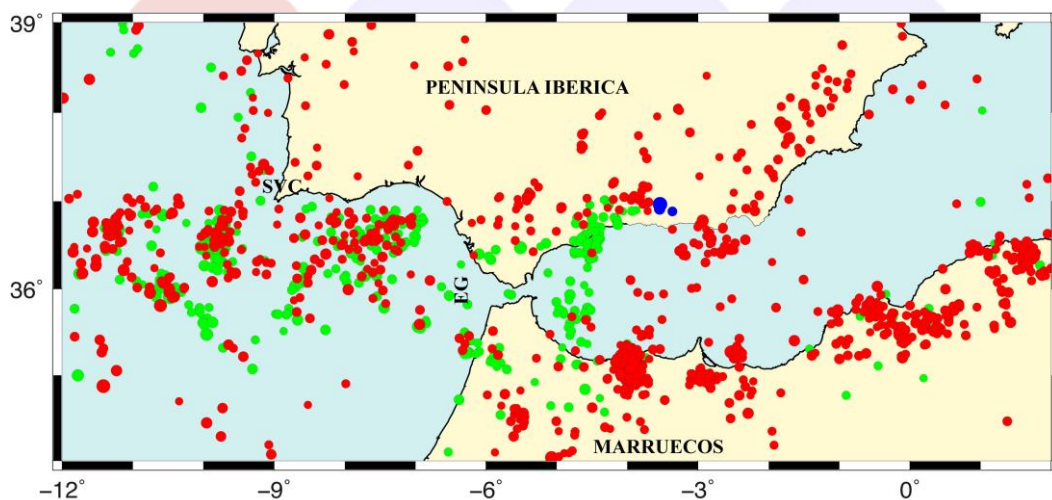 39°
PENINSULA IBERICA
SVC
EG
36°
MARRUECOS
-12° -9° -6° -3° 0°